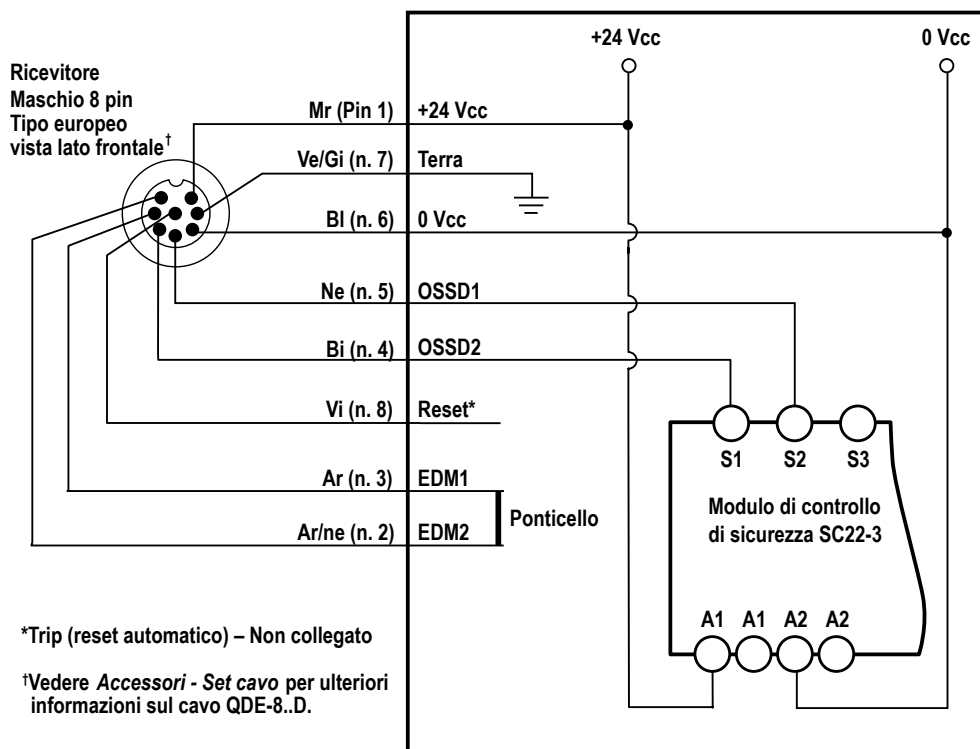 +24 Vcc
0 Vcc
Ricevitore
Maschio 8 pin
Tipo europeo
vista lato frontale†
Mr (Pin 1) +24 Vcc
Ve/Gi (n. 7) Terra
Bl (n. 6) 0 Vcc
Ne (n. 5) OSSD1
Bi (n. 4) OSSD2
Vi (n. 8) Reset*
Ar (n. 3) EDM1
Ar/ne (n. 2) EDM2
Ponticello
S1 S2 S3
Modulo di controllo
di sicurezza SC22-3
A1 A1 A2 A2
*Trip (reset automatico) – Non collegato
†Vedere Accessori - Set cavo per ulteriori
informazioni sul cavo QDE-8..D.